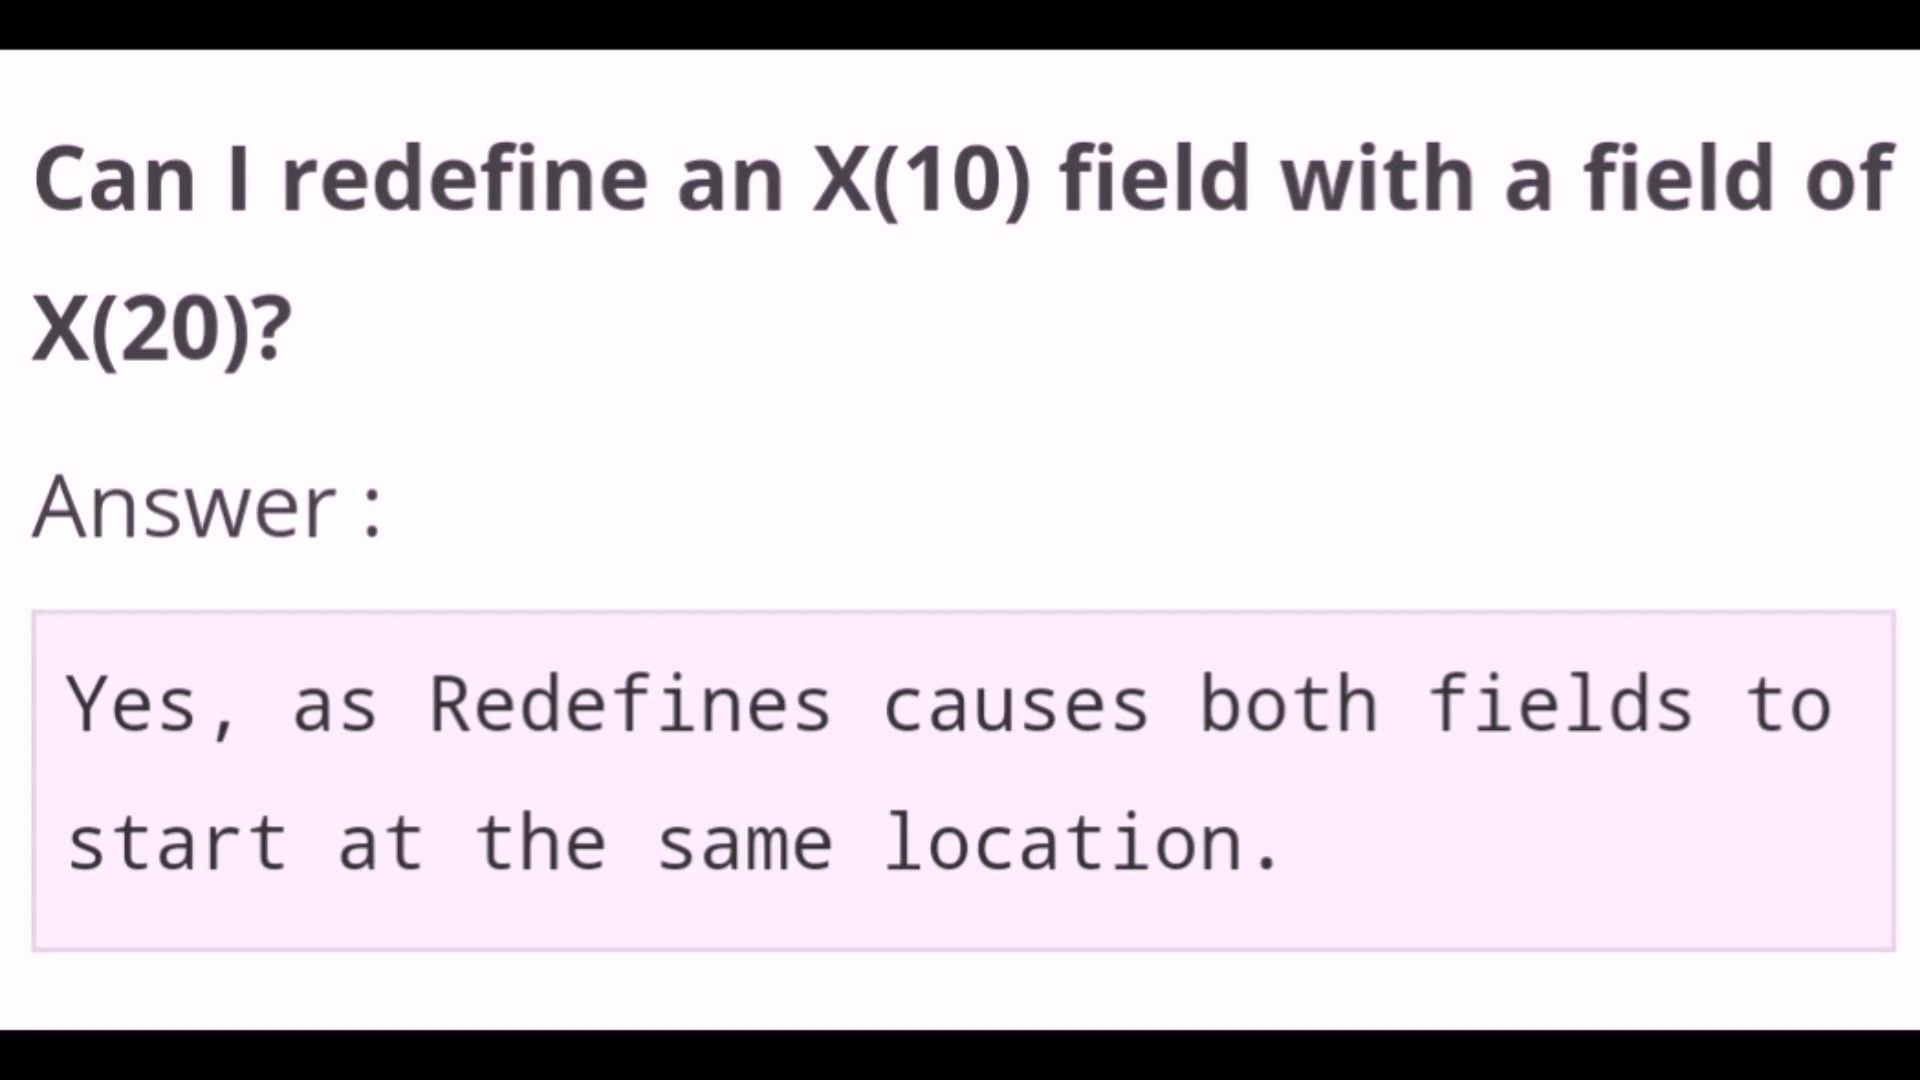 Can I redefine an X(10) field with a field of
X(20)?
Answer :
Yes, as Redefines causes both fields to
start at the same location.